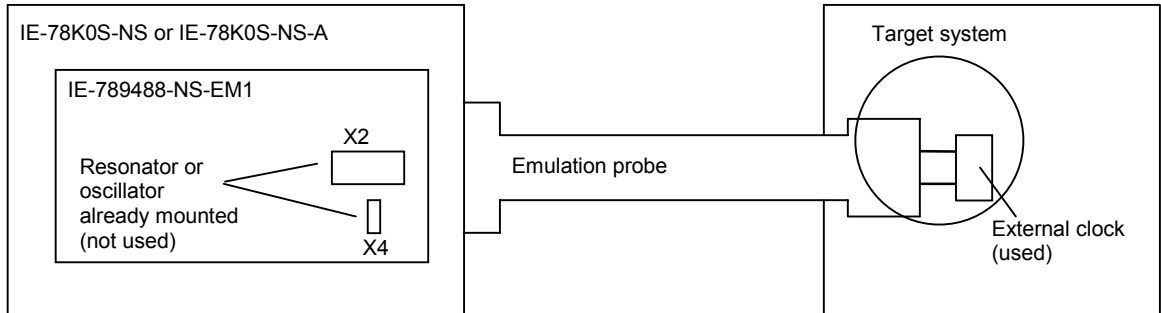 IE-78K0S-NS or IE-78K0S-NS-A
IE-789488-NS-EM1
X2
Resonator or
oscillator
already mounted
(not used)
X4
Emulation probe
Target system
External clock
(used)